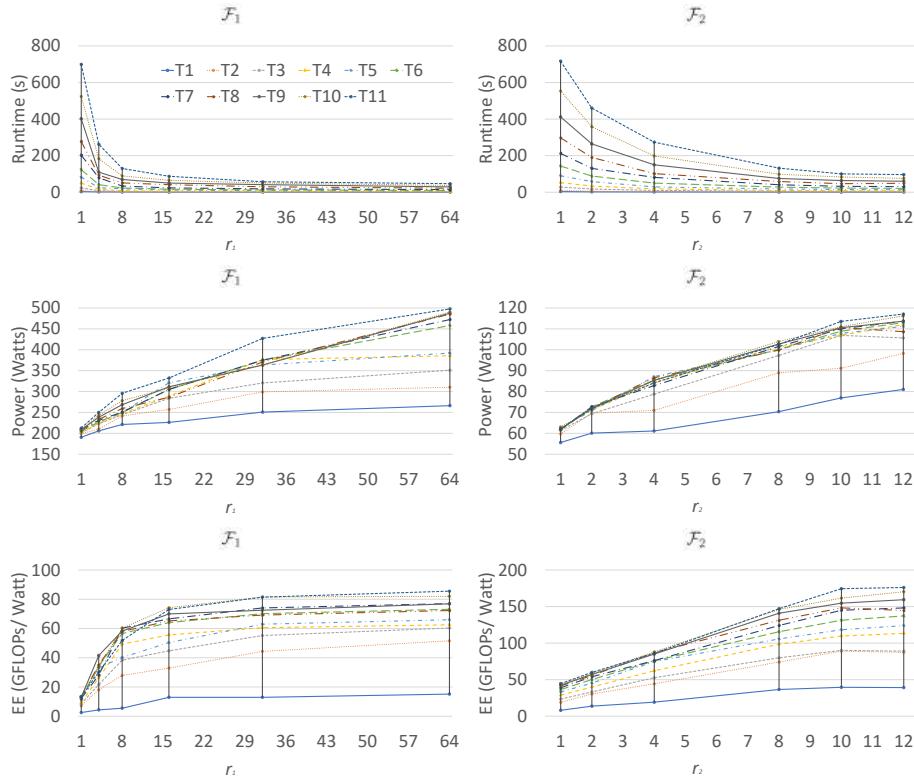 ℱ₁ ℱ₂
Runtime (s)
800
600
400
200
0
T1 T2 T3 T4 T5 T6
T7 T8 T9 T10 T11
1 8 15 22 29 36 43 50 57 64
r₁
Runtime (s)
800
600
400
200
0
1 2 3 4 5 6 7 8 9 10 11 12
r₂
ℱ₁ ℱ₂
Power (Watts)
500
450
400
350
300
250
200
150
1 8 15 22 29 36 43 50 57 64
r₁
Power (Watts)
120
110
100
90
80
70
60
50
1 2 3 4 5 6 7 8 9 10 11 12
r₂
ℱ₁ ℱ₂
EE (GFLOPs/ Watt)
100
80
60
40
20
0
1 8 15 22 29 36 43 50 57 64
r₁
EE (GFLOPs/ Watt)
200
150
100
50
0
1 2 3 4 5 6 7 8 9 10 11 12
r₂